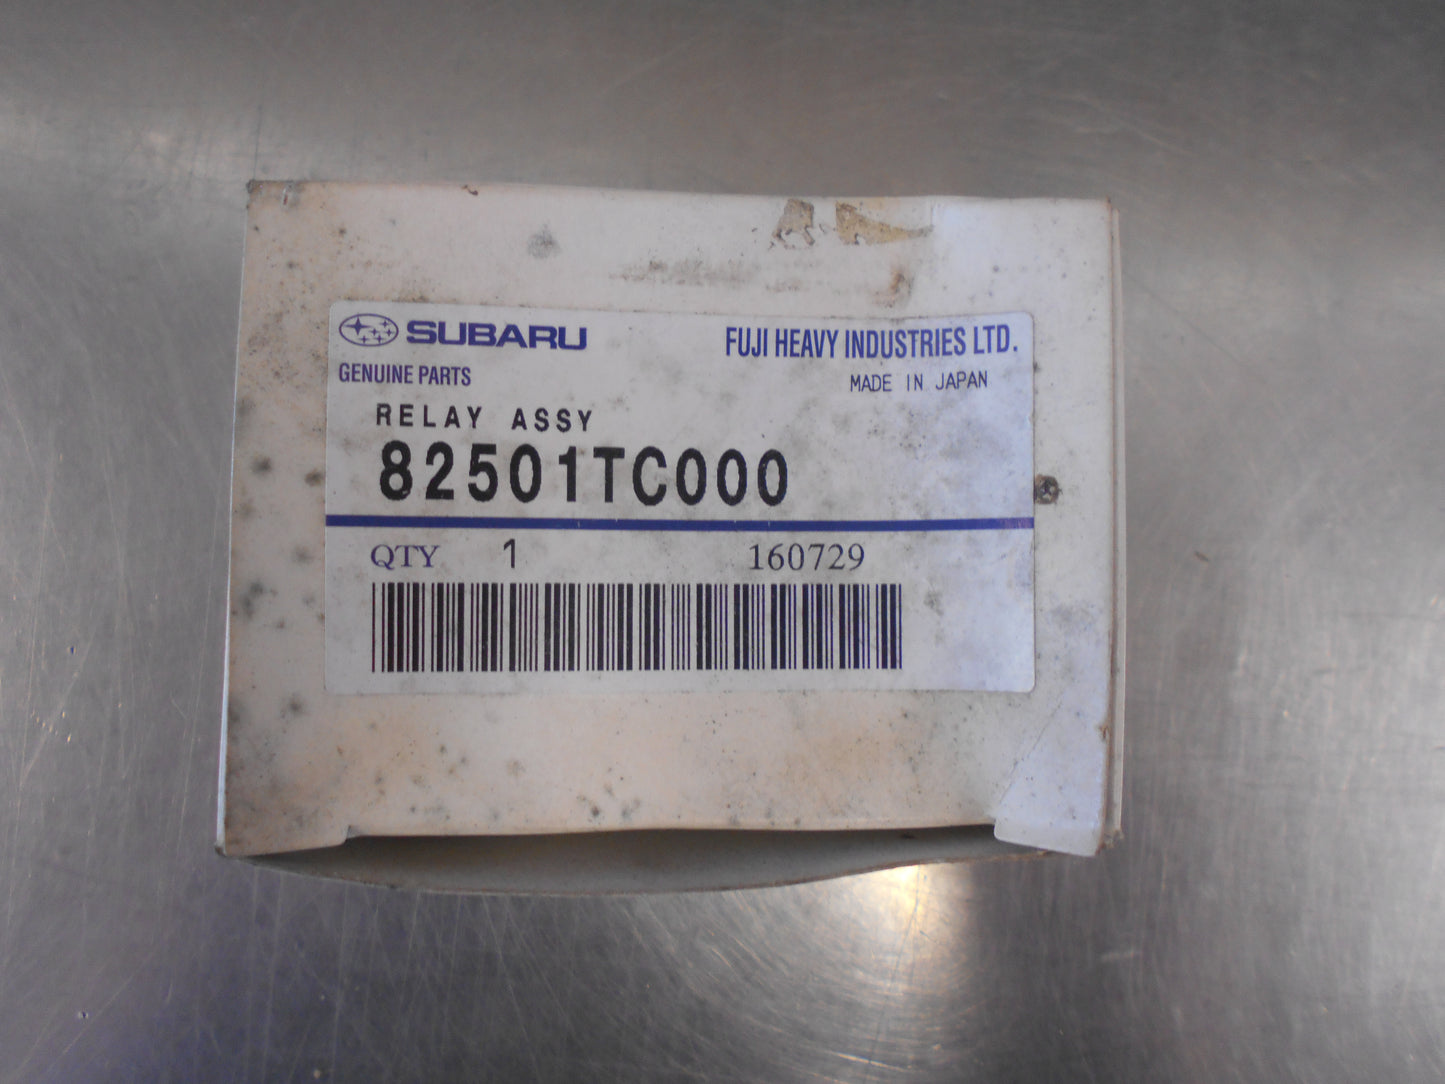 SUBARU FUJI HEAVY INDUSTRIES LTD.
GENUINE PARTS MADE IN JAPAN
RELAY ASSY
82501TC000
QTY 1 160729